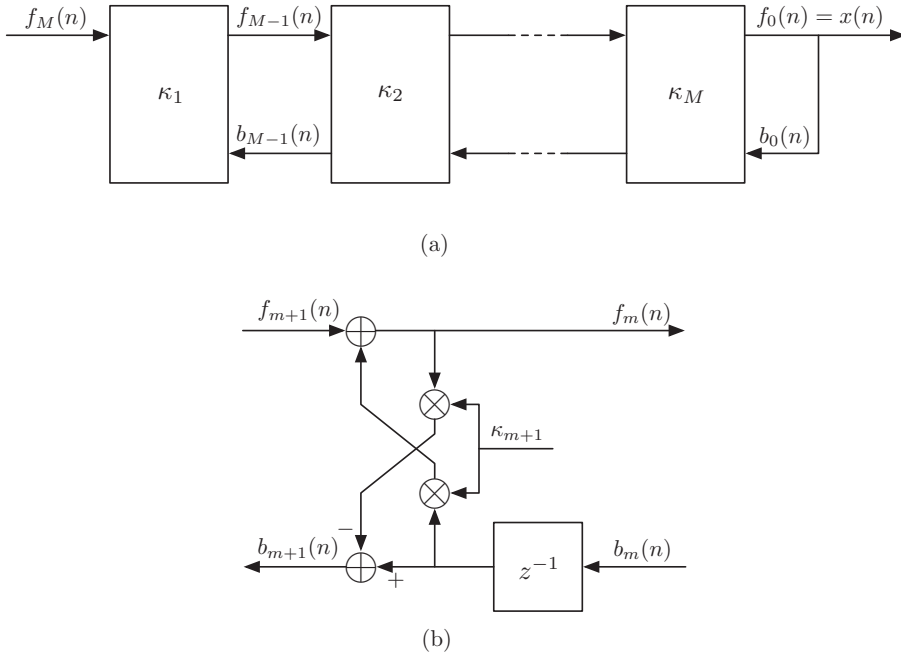 f_M(n) f_{M−1}(n) f_0(n) = x(n)
κ_1 κ_2 κ_M
b_{M−1}(n) b_0(n)
(a)
f_{m+1}(n) f_m(n)
κ_{m+1}
−
b_{m+1}(n) b_m(n)
+ z^{−1}
(b)